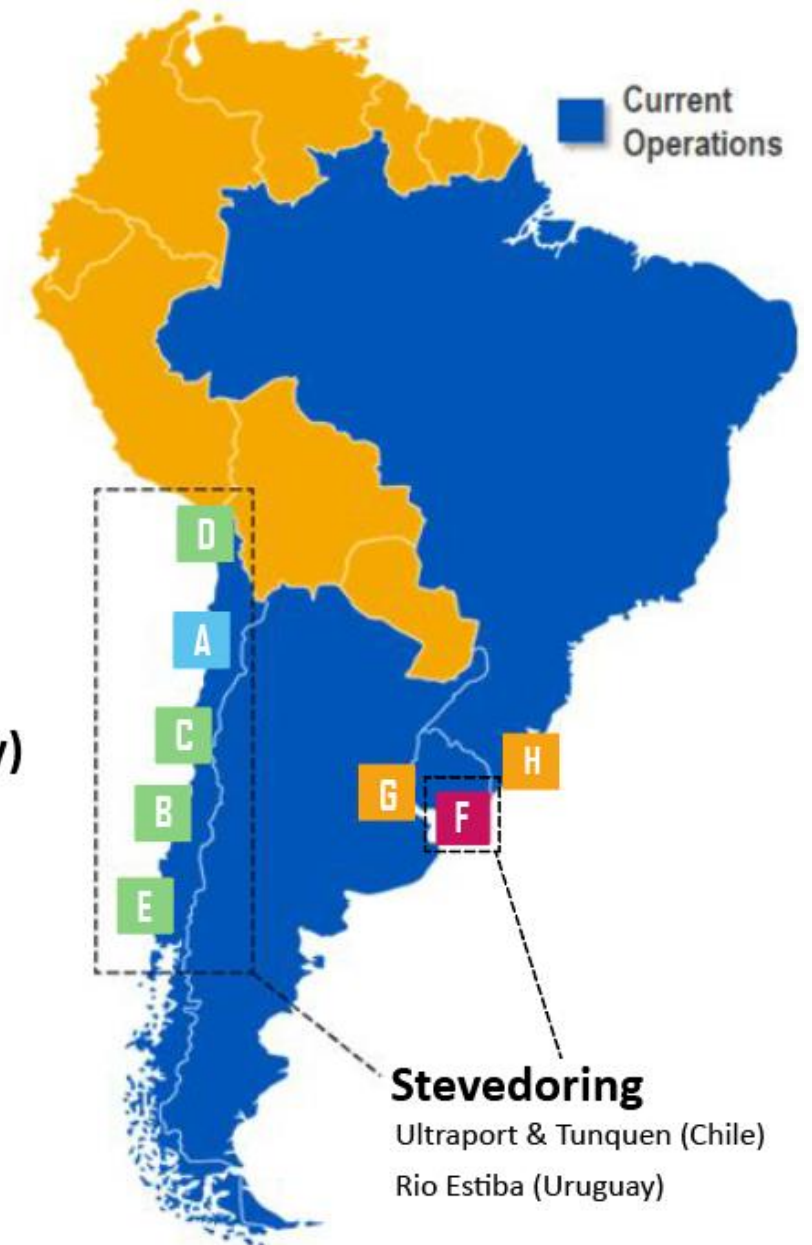 Current
Operations
D
A
C
B
E
G
F
H
y)
Stevedoring
Ultraport & Tunquen (Chile)
Rio Estiba (Uruguay)